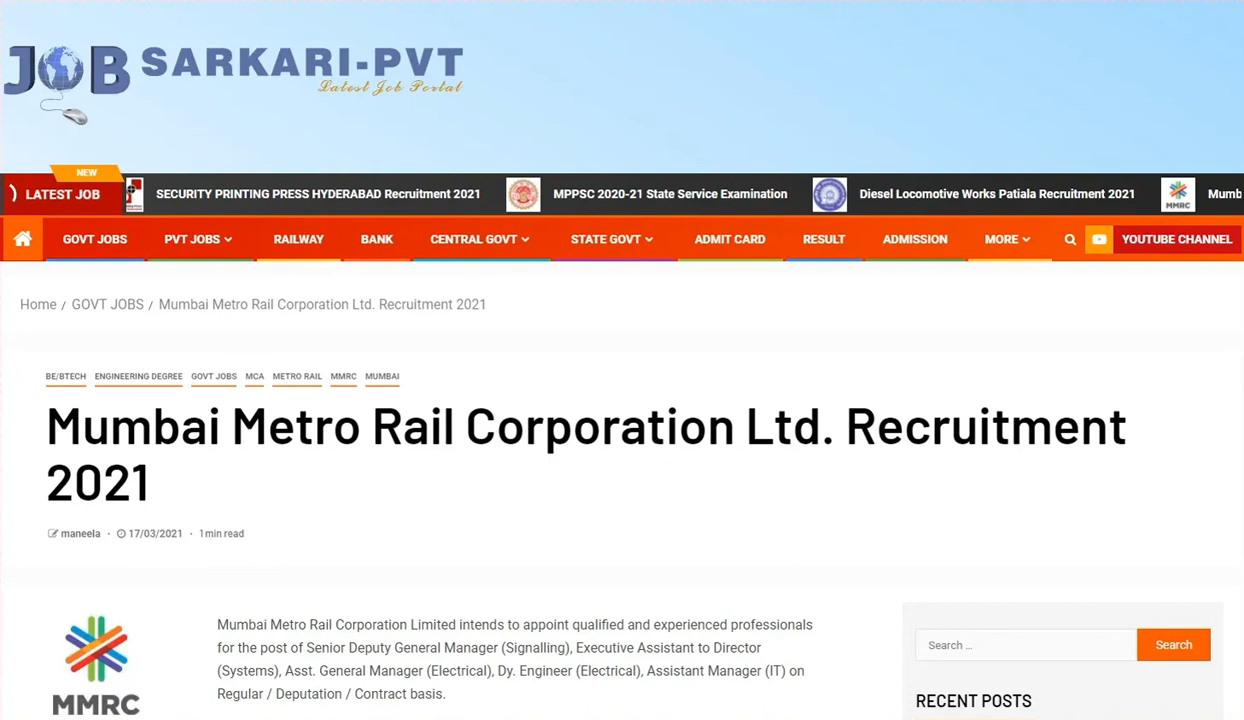 JOB SARKARI-PVT
Latest Job Portal
NEW
LATEST JOB SECURITY PRINTING PRESS HYDERABAD Recruitment 2021 MPPSC 2020-21 State Service Examination Diesel Locomotive Works Patiala Recruitment 2021 MMRC Mumb
GOVT JOBS PVT JOBS RAILWAY BANK CENTRAL GOVT STATE GOVT ADMIT CARD RESULT ADMISSION MORE YOUTUBE CHANNEL
Home / GOVT JOBS / Mumbai Metro Rail Corporation Ltd. Recruitment 2021
BE/BTECH ENGINEERING DEGREE GOVT JOBS MCA METRO RAIL MMRC MUMBAI
Mumbai Metro Rail Corporation Ltd. Recruitment
2021
maneela · 17/03/2021 · 1 min read
Mumbai Metro Rail Corporation Limited intends to appoint qualified and experienced professionals
for the post of Senior Deputy General Manager (Signalling), Executive Assistant to Director
(Systems), Asst. General Manager (Electrical), Dy. Engineer (Electrical), Assistant Manager (IT) on
Regular / Deputation / Contract basis.
MMRC
Search ... Search
RECENT POSTS